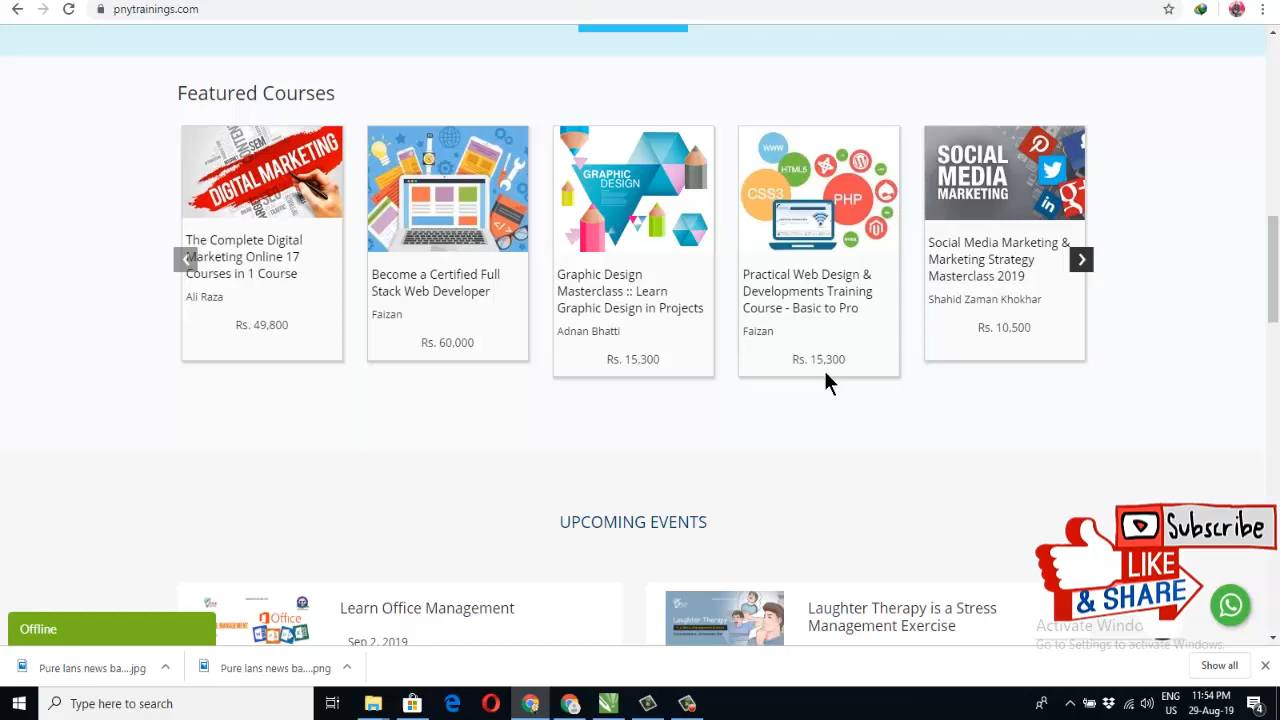 pnytrainings.com
Featured Courses
SEM
DIGITAL MARKETING
The Complete Digital
Marketing Online 17
Courses in 1 Course
Ali Raza
Rs. 49,800
Become a Certified Full
Stack Web Developer
Faizan
Rs. 60,000
GRAPHIC
DESIGN
Graphic Design
Masterclass :: Learn
Graphic Design in Projects
Adnan Bhatti
Rs. 15,300
WWW
HTML5
CSS3
PHP
Practical Web Design &
Developments Training
Course - Basic to Pro
Faizan
Rs. 15,300
SOCIAL
MEDIA
MARKETING
Social Media Marketing &
Marketing Strategy
Masterclass 2019
Shahid Zaman Khokhar
Rs. 10,500
UPCOMING EVENTS
Office
Learn Office Management
Sep 2, 2019
Laughter Therapy is a Stress
Management Exercise
Subscribe
LIKE
& SHARE
Activate Windo
Go to Settings to activate Windows.
Offline
Pure lans news ba....jpg
Pure lans news ba....png
Show all
Type here to search
ENG
US
11:54 PM
29-Aug-19
4